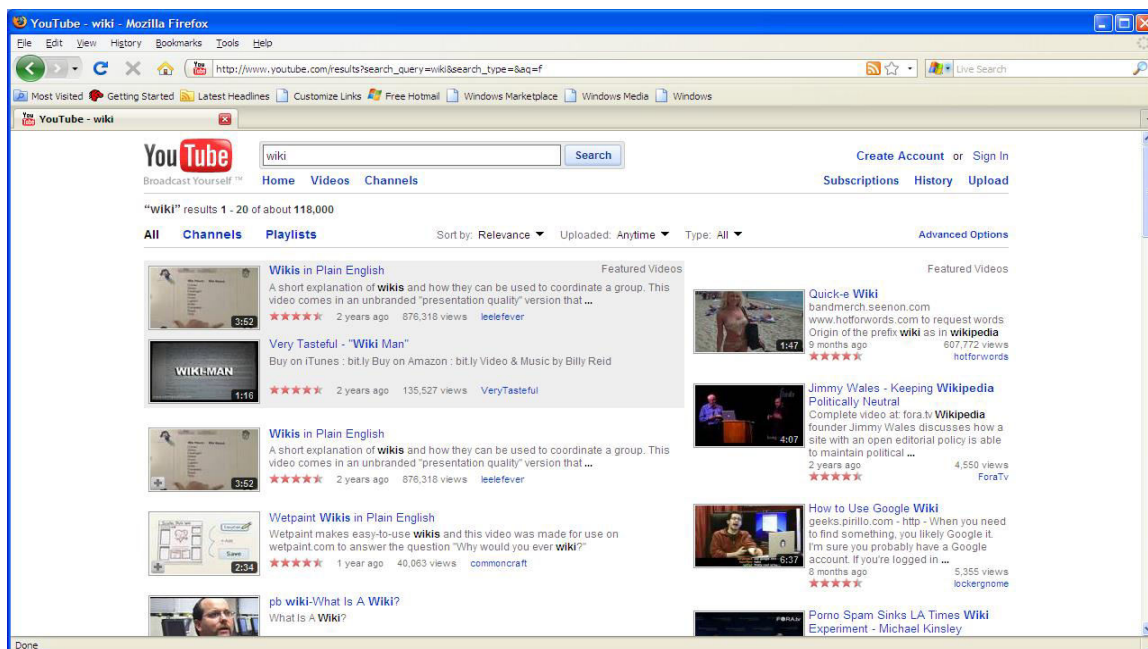 YouTube - wiki - Mozilla Firefox
File Edit View History Bookmarks Tools Help
http://www.youtube.com/results?search_query=wiki&search_type=&aq=f
Live Search
Most Visited Getting Started Latest Headlines Customize Links Free Hotmail Windows Marketplace Windows Media Windows
YouTube - wiki
YouTube
Broadcast Yourself ™
wiki Search
Create Account or Sign In
Home Videos Channels
Subscriptions History Upload
"wiki" results 1 - 20 of about 118,000
All Channels Playlists
Sort by: Relevance Uploaded: Anytime Type: All
Advanced Options
Wikis in Plain English
Featured Videos
A short explanation of wikis and how they can be used to coordinate a group. This
video comes in an unbranded "presentation quality" version that ...
3:52
2 years ago 876,318 views leelefever
Very Tasteful - "Wiki Man"
Buy on iTunes : bit.ly Buy on Amazon : bit.ly Video & Music by Billy Reid
WIKI-MAN
1:16
2 years ago 135,527 views VeryTasteful
Wikis in Plain English
A short explanation of wikis and how they can be used to coordinate a group. This
video comes in an unbranded "presentation quality" version that ...
3:52
2 years ago 876,318 views leelefever
Wetpaint Wikis in Plain English
Wetpaint makes easy-to-use wikis and this video was made for use on
wetpaint.com to answer the question "Why would you ever wiki?"
Save
2:34
1 year ago 40,063 views commoncraft
pb wiki-What Is A Wiki?
What Is A Wiki?
Featured Videos
Quick-e Wiki
bandmerch.seenon.com
www.hotforwords.com to request words
Origin of the prefix wiki as in wikipedia
1:47
9 months ago 607,772 views
hotforwords
Jimmy Wales - Keeping Wikipedia
Politically Neutral
Complete video at: fora.tv Wikipedia
founder Jimmy Wales discusses how a
site with an open editorial policy is able
to maintain political ...
4:07
2 years ago 4,550 views
ForaTv
How to Use Google Wiki
geeks.pirillo.com - http - When you need
to find something, you likely Google it.
I'm sure you probably have a Google
account. If you're logged in ...
6:37
8 months ago 5,355 views
lockergnome
Porno Spam Sinks LA Times Wiki
Experiment - Michael Kinsley
FORA.tv
Done